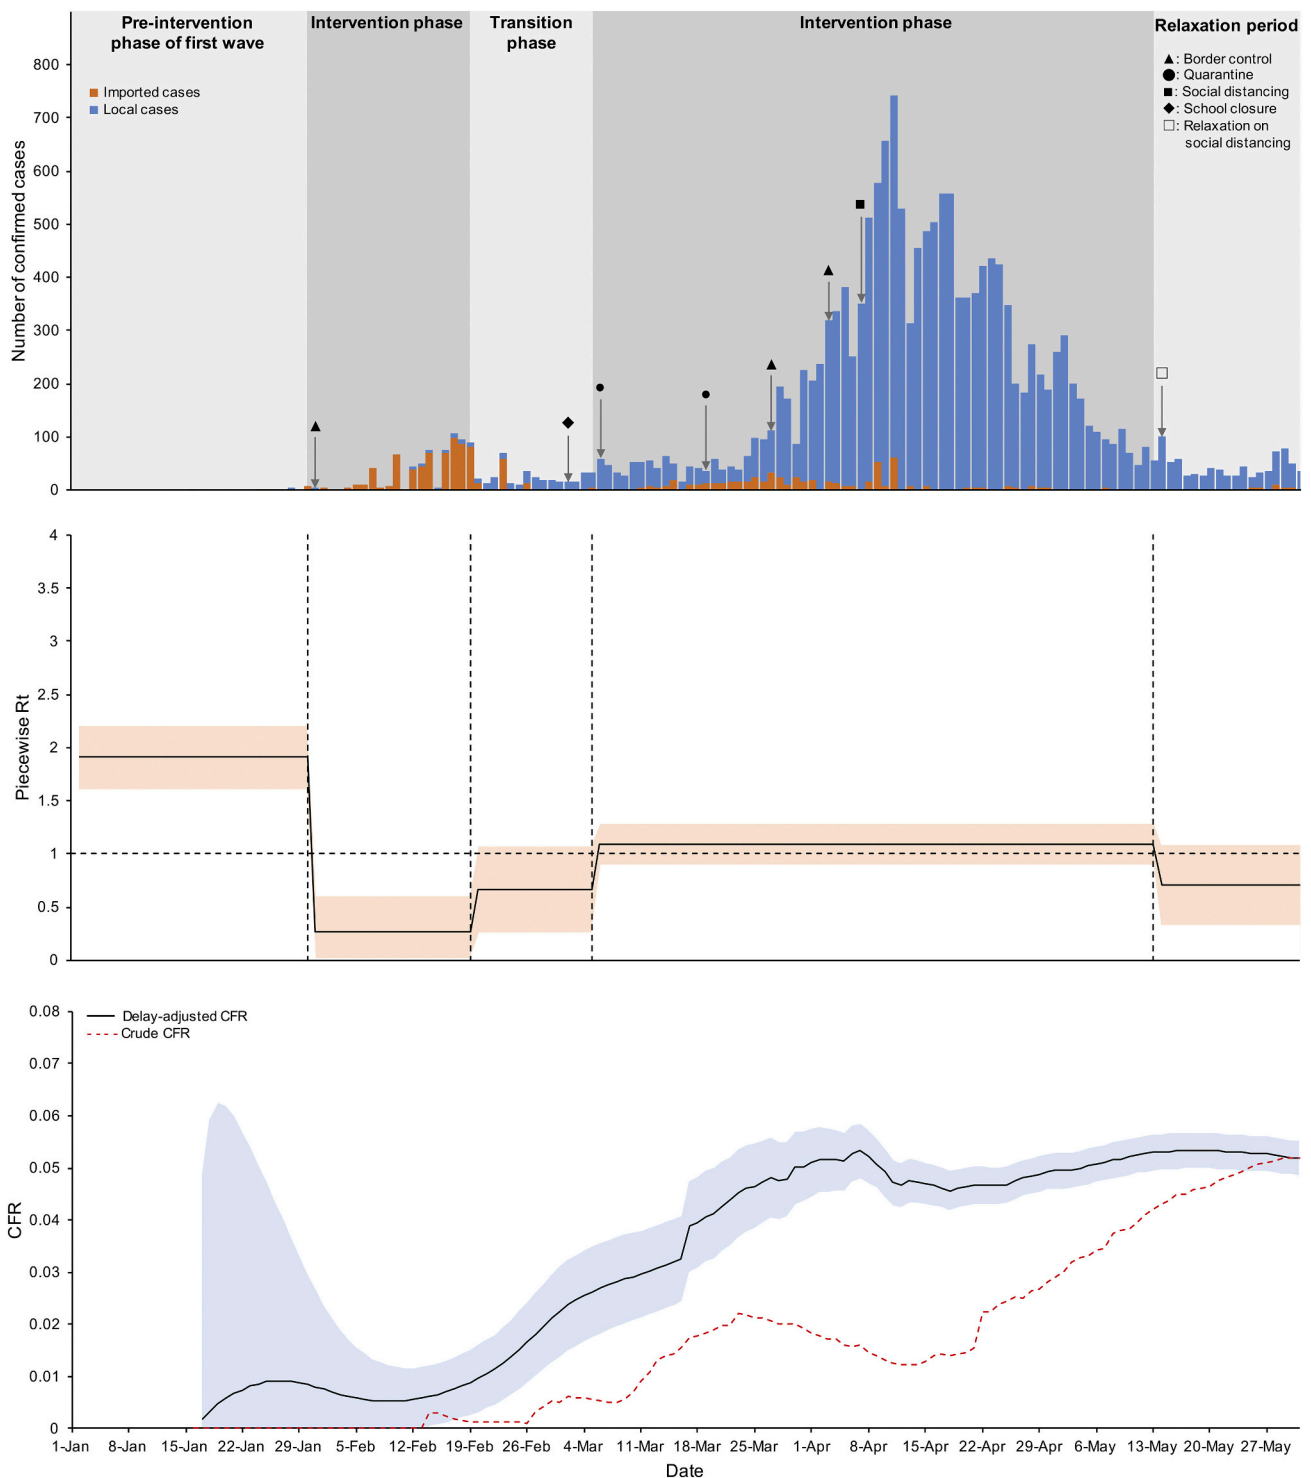 Pre-intervention
phase of first wave
Intervention phase
Transition
phase
Intervention phase
Relaxation period
▲: Border control
●: Quarantine
■: Social distancing
◆: School closure
□: Relaxation on
social distancing
Imported cases
Local cases
Number of confirmed cases
800
700
600
500
400
300
200
100
0
Piecewise Rt
4
3.5
3
2.5
2
1.5
1
0.5
0
Delay-adjusted CFR
Crude CFR
CFR
0.08
0.07
0.06
0.05
0.04
0.03
0.02
0.01
0
1-Jan 8-Jan 15-Jan 22-Jan 29-Jan 5-Feb 12-Feb 19-Feb 26-Feb 4-Mar 11-Mar 18-Mar 25-Mar 1-Apr 8-Apr 15-Apr 22-Apr 29-Apr 6-May 13-May 20-May 27-May
Date